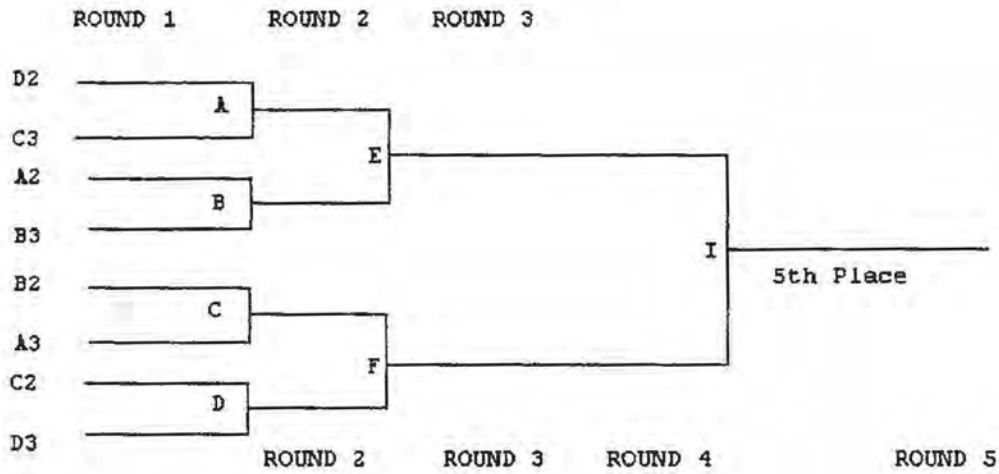 ROUND 1 ROUND 2 ROUND 3
D2
A
C3
E
A2
B
B3
I
5th Place
B2
C
A3
F
C2
D
D3
ROUND 2 ROUND 3 ROUND 4 ROUND 5